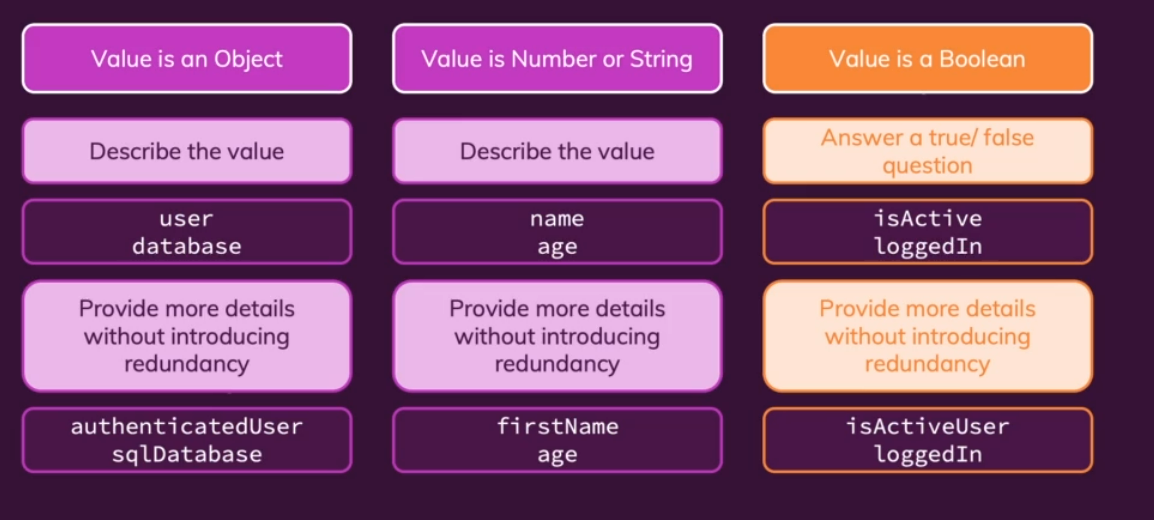 Value is an Object
Value is Number or String
Value is a Boolean
Describe the value
Describe the value
Answer a true/ false
question
user
database
name
age
isActive
loggedIn
Provide more details
without introducing
redundancy
Provide more details
without introducing
redundancy
Provide more details
without introducing
redundancy
authenticatedUser
sqlDatabase
firstName
age
isActiveUser
loggedIn